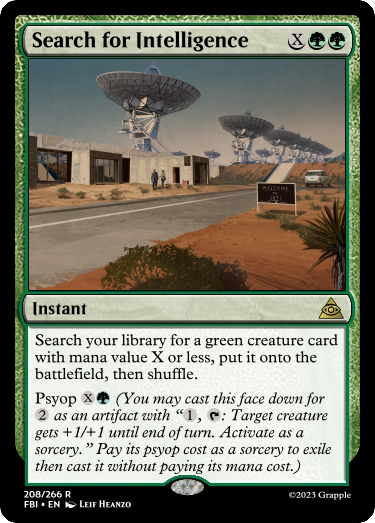 Search for Intelligence X
WELCOME
TO
SETI
Instant
Search your library for a green creature card
with mana value X or less, put it onto the
battlefield, then shuffle.
Psyop X (You may cast this face down for
2 as an artifact with “1, : Target creature
gets +1/+1 until end of turn. Activate as a
sorcery.” Pay its psyop cost as a sorcery to exile
then cast it without paying its mana cost.)
208/266 R
FBI • EN Leif Heanzo
©2023 Grapple